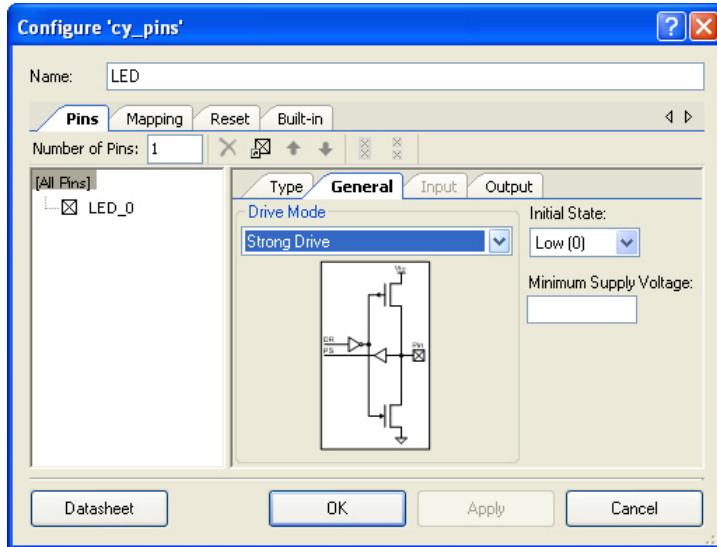 Configure 'cy_pins'
Name: LED
Pins Mapping Reset Built-in
Number of Pins: 1
[All Pins]
LED_0
Type General Input Output
Drive Mode
Strong Drive
Initial State:
Low (0)
Minimum Supply Voltage:
Vio
DR
PS
Pin
Datasheet OK Apply Cancel